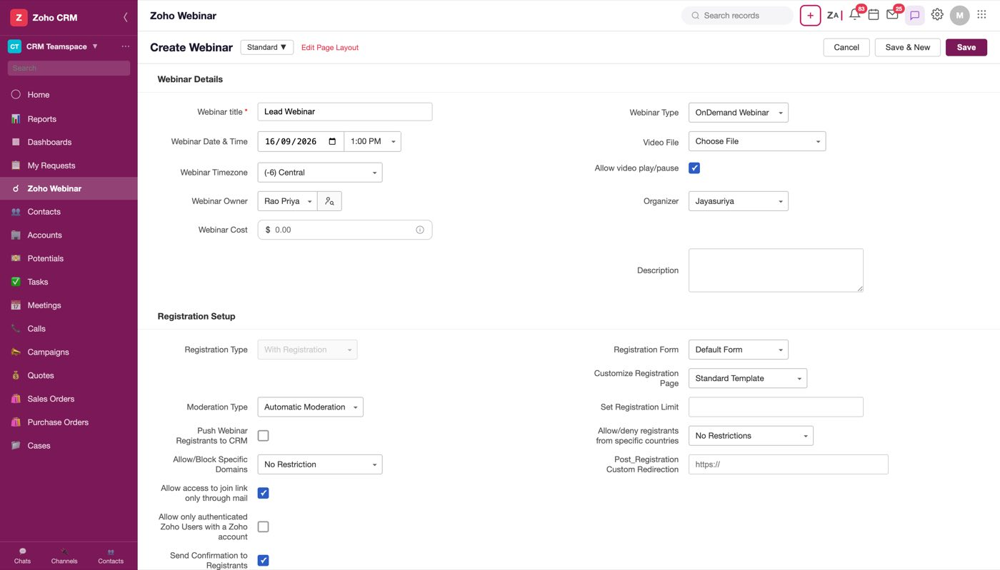 Z Zoho CRM
Zoho Webinar
Search records
ZA
83
25
M
CT CRM Teamspace
Search
Home
Reports
Dashboards
My Requests
Zoho Webinar
Contacts
Accounts
Potentials
Tasks
Meetings
Calls
Campaigns
Quotes
Sales Orders
Purchase Orders
Cases
Chats Channels Contacts
Create Webinar Standard Edit Page Layout
Cancel Save & New Save
Webinar Details
Webinar title * Lead Webinar
Webinar Type OnDemand Webinar
Webinar Date & Time 16/09/2026 1:00 PM
Video File Choose File
Webinar Timezone (-6) Central
Allow video play/pause
Webinar Owner Rao Priya
Organizer Jayasuriya
Webinar Cost $ 0.00
Description
Registration Setup
Registration Type With Registration
Registration Form Default Form
Customize Registration
Page
Standard Template
Moderation Type Automatic Moderation
Set Registration Limit
Push Webinar
Registrants to CRM
Allow/deny registrants
from specific countries
No Restrictions
Allow/Block Specific
Domains
No Restriction
Post_Registration
Custom Redirection
https://
Allow access to join link
only through mail
Allow only authenticated
Zoho Users with a Zoho
account
Send Confirmation to
Registrants